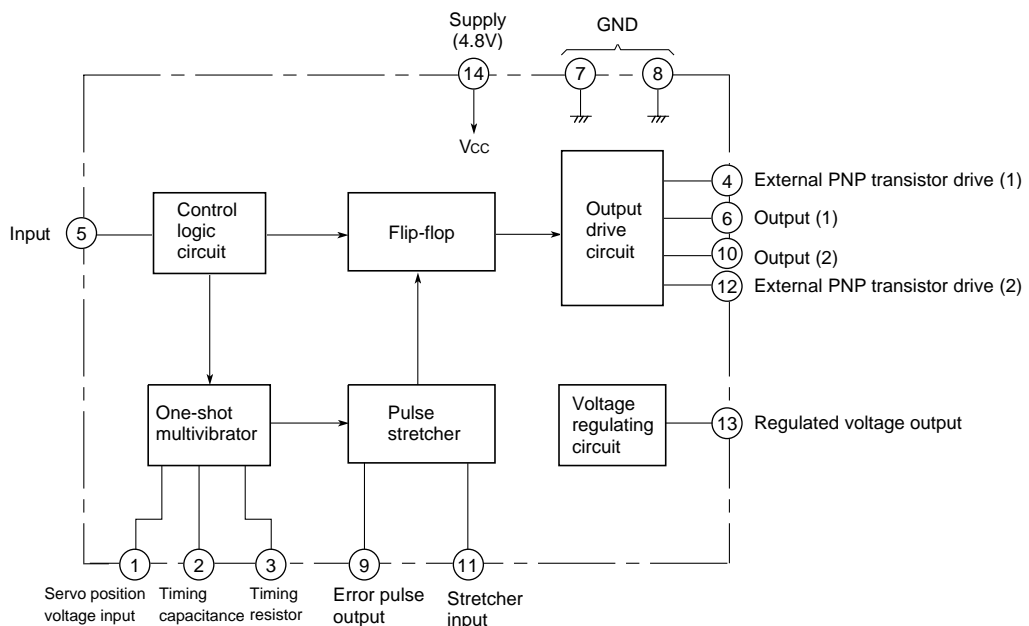 Supply
(4.8V)
GND
14
7
8
Vcc
Input
5
Control
logic
circuit
Flip-flop
Output
drive
circuit
4
External PNP transistor drive (1)
6
Output (1)
10
Output (2)
12
External PNP transistor drive (2)
One-shot
multivibrator
Pulse
stretcher
Voltage
regulating
circuit
13
Regulated voltage output
1
2
3
9
11
Servo position
voltage input
Timing
capacitance
Timing
resistor
Error pulse
output
Stretcher
input